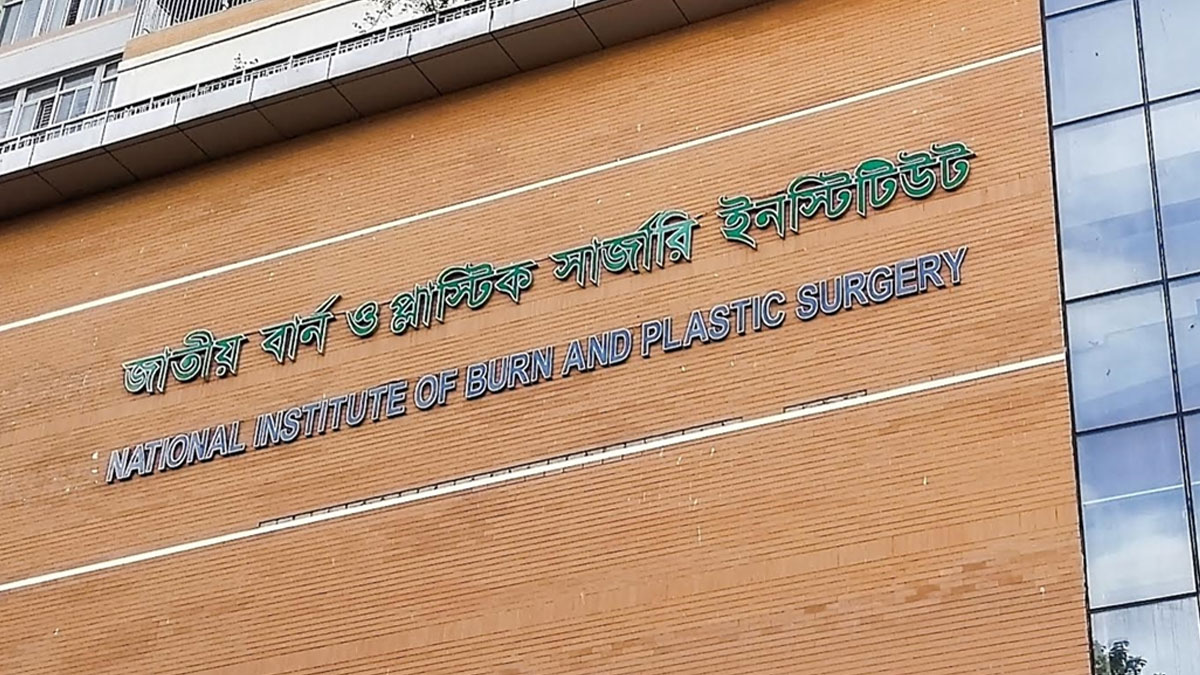 জাতীয় বার্ন ও প্লাস্টিক সার্জারি ইনস্টিটিউট
NATIONAL INSTITUTE OF BURN AND PLASTIC SURGERY